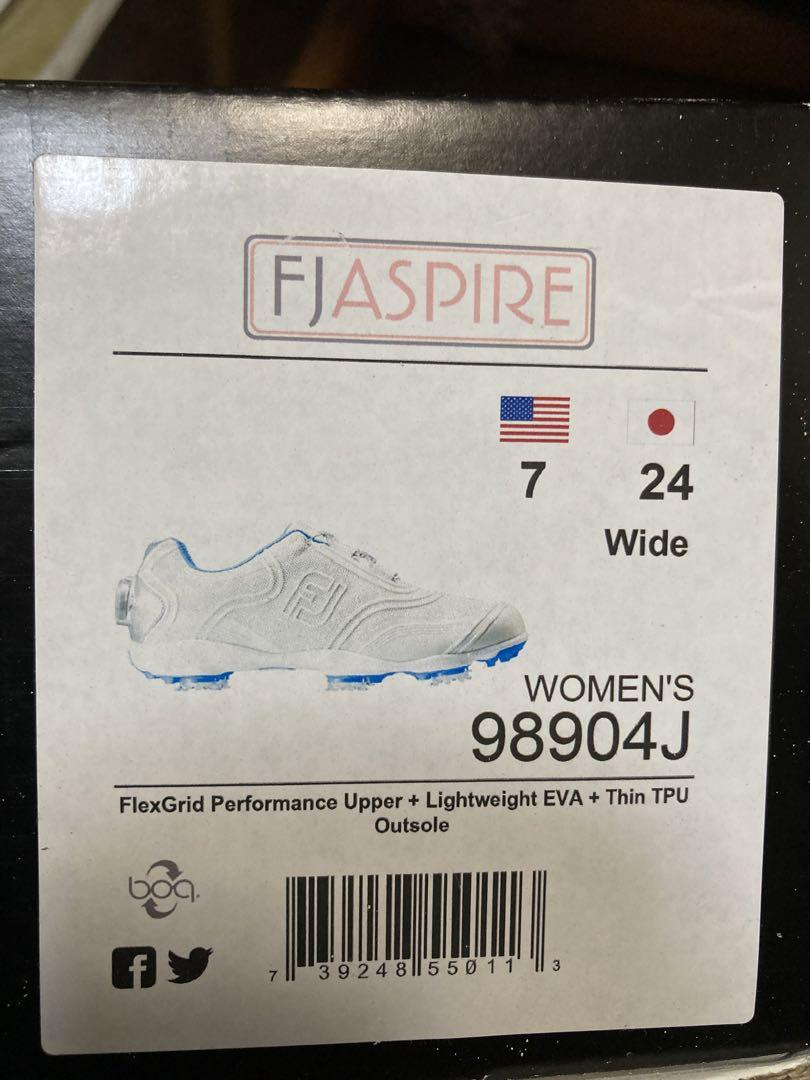 FJASPIRE
7 24
Wide
FJ
WOMEN'S
98904J
FlexGrid Performance Upper + Lightweight EVA + Thin TPU
Outsole
boa
7 39248 55011 3